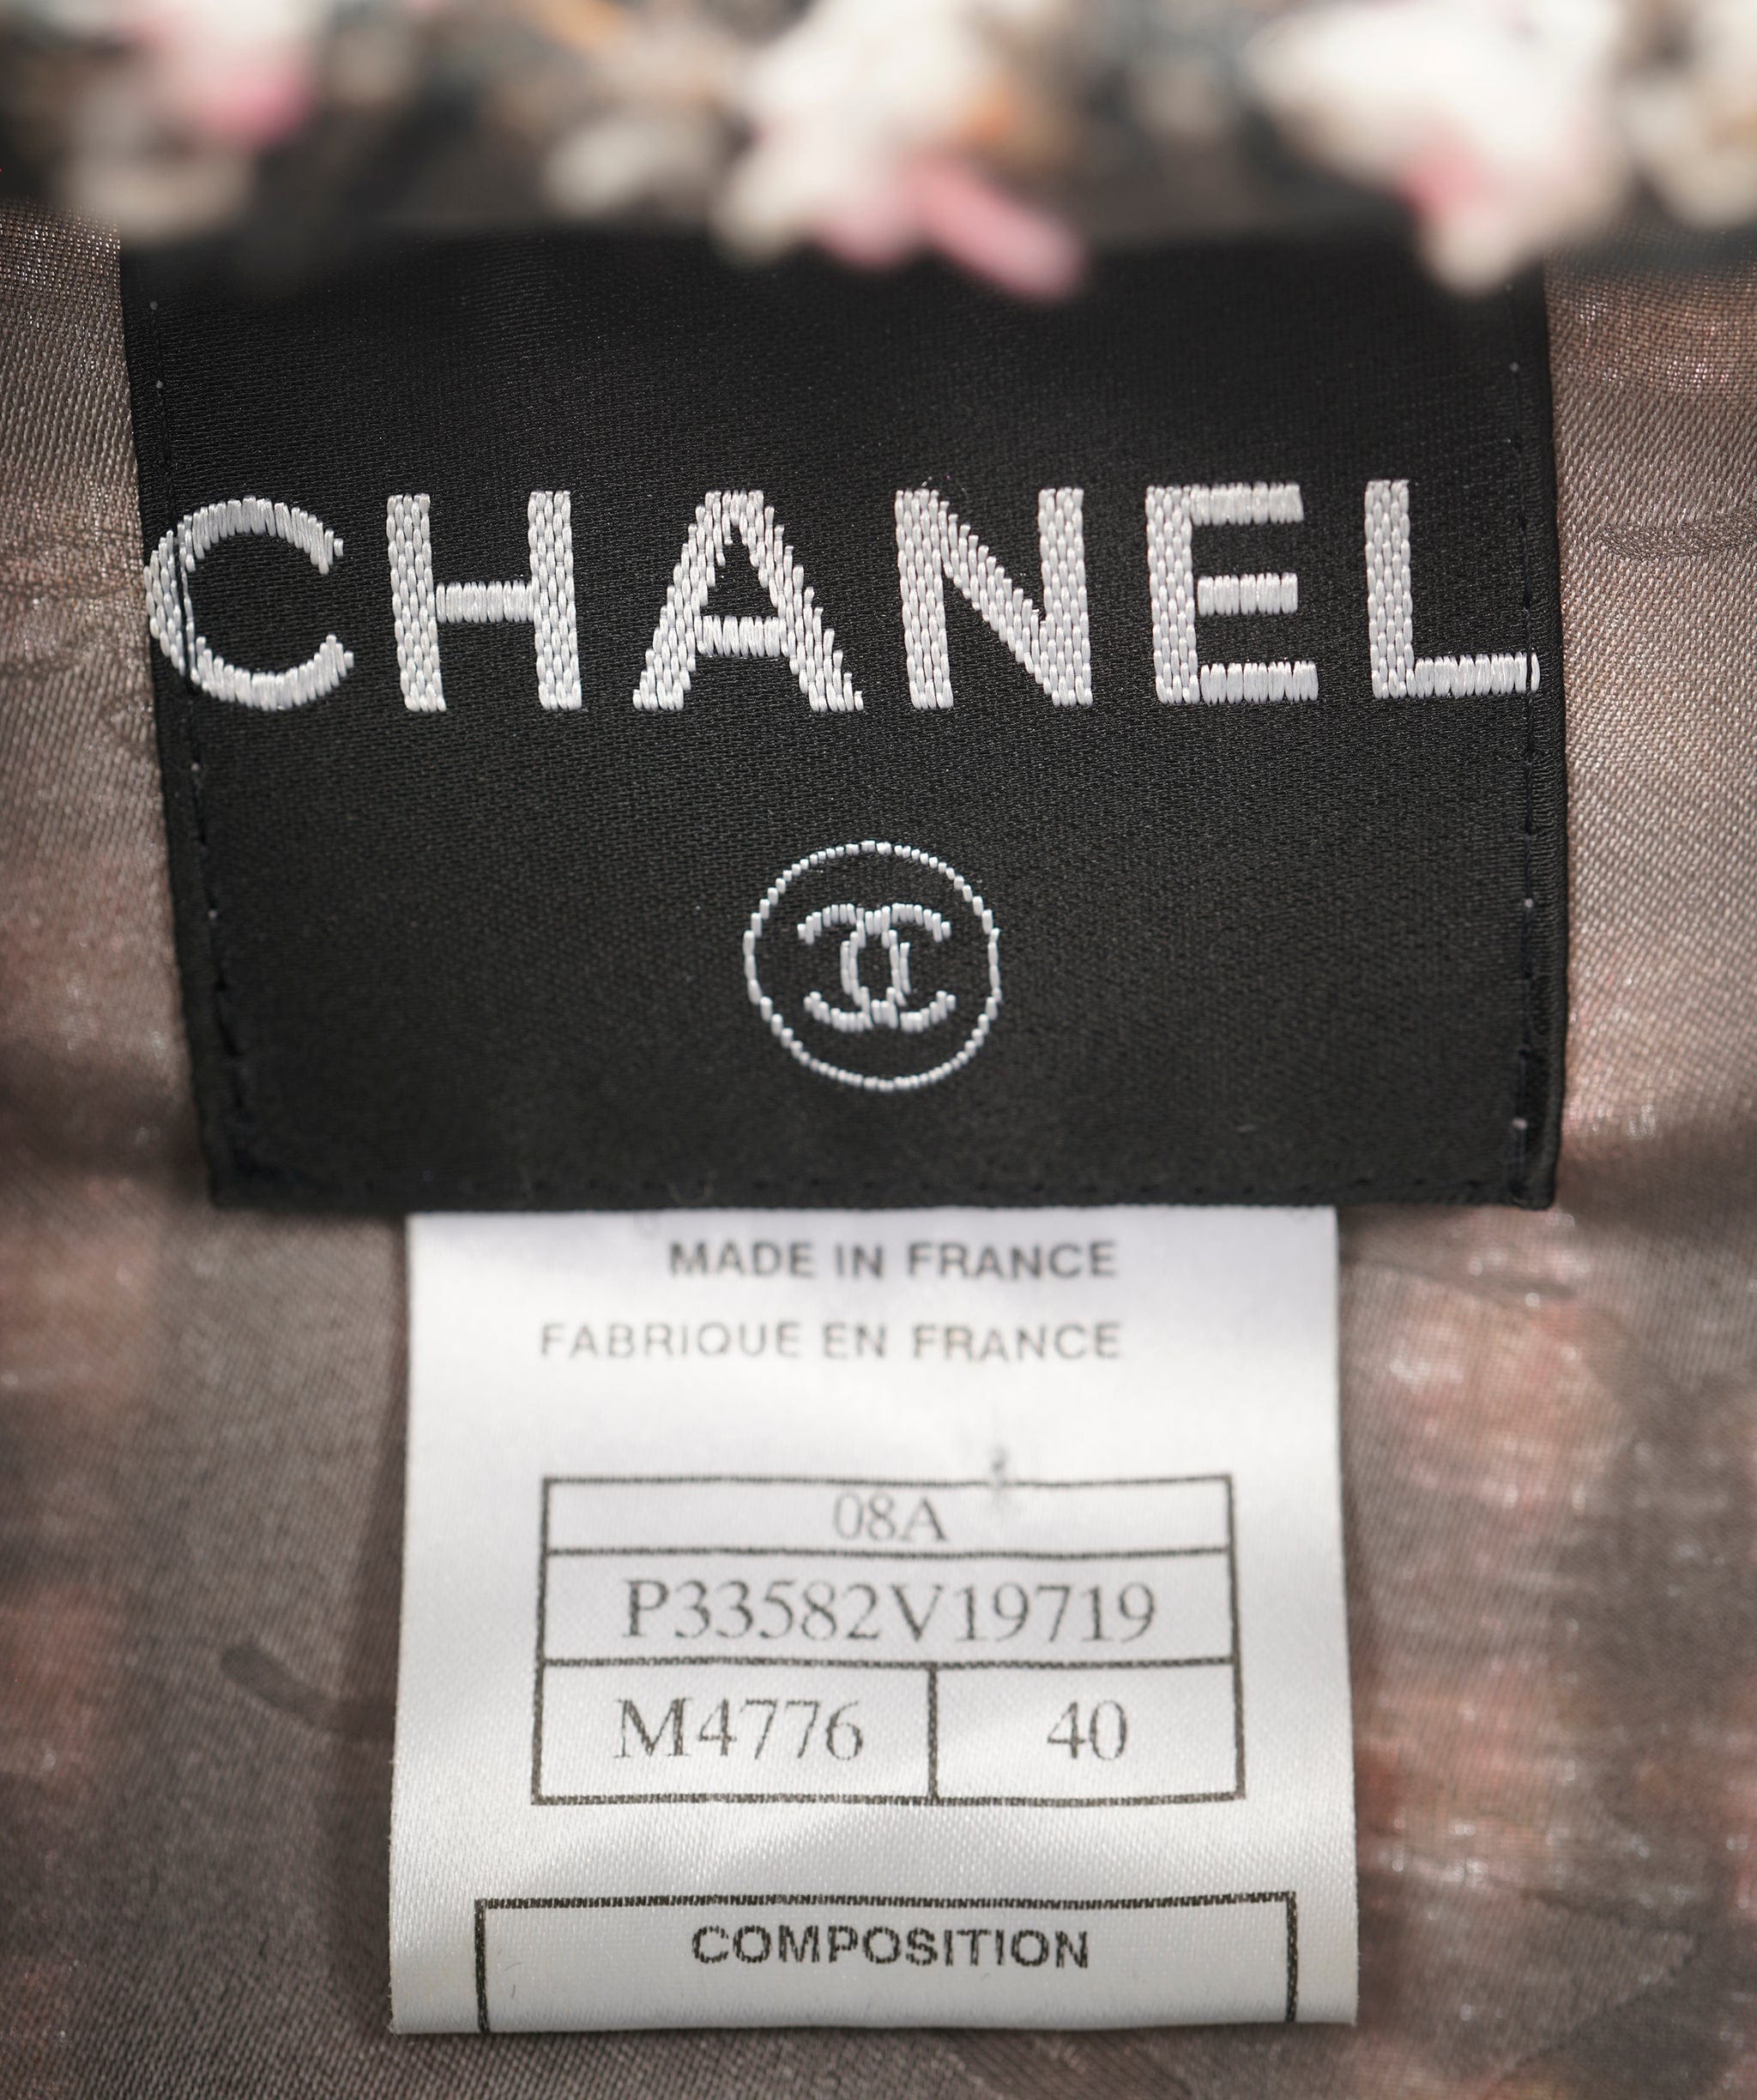 CHANEL
MADE IN FRANCE
FABRIQUE EN FRANCE
08A
P33582V19719
M4776 40
COMPOSITION